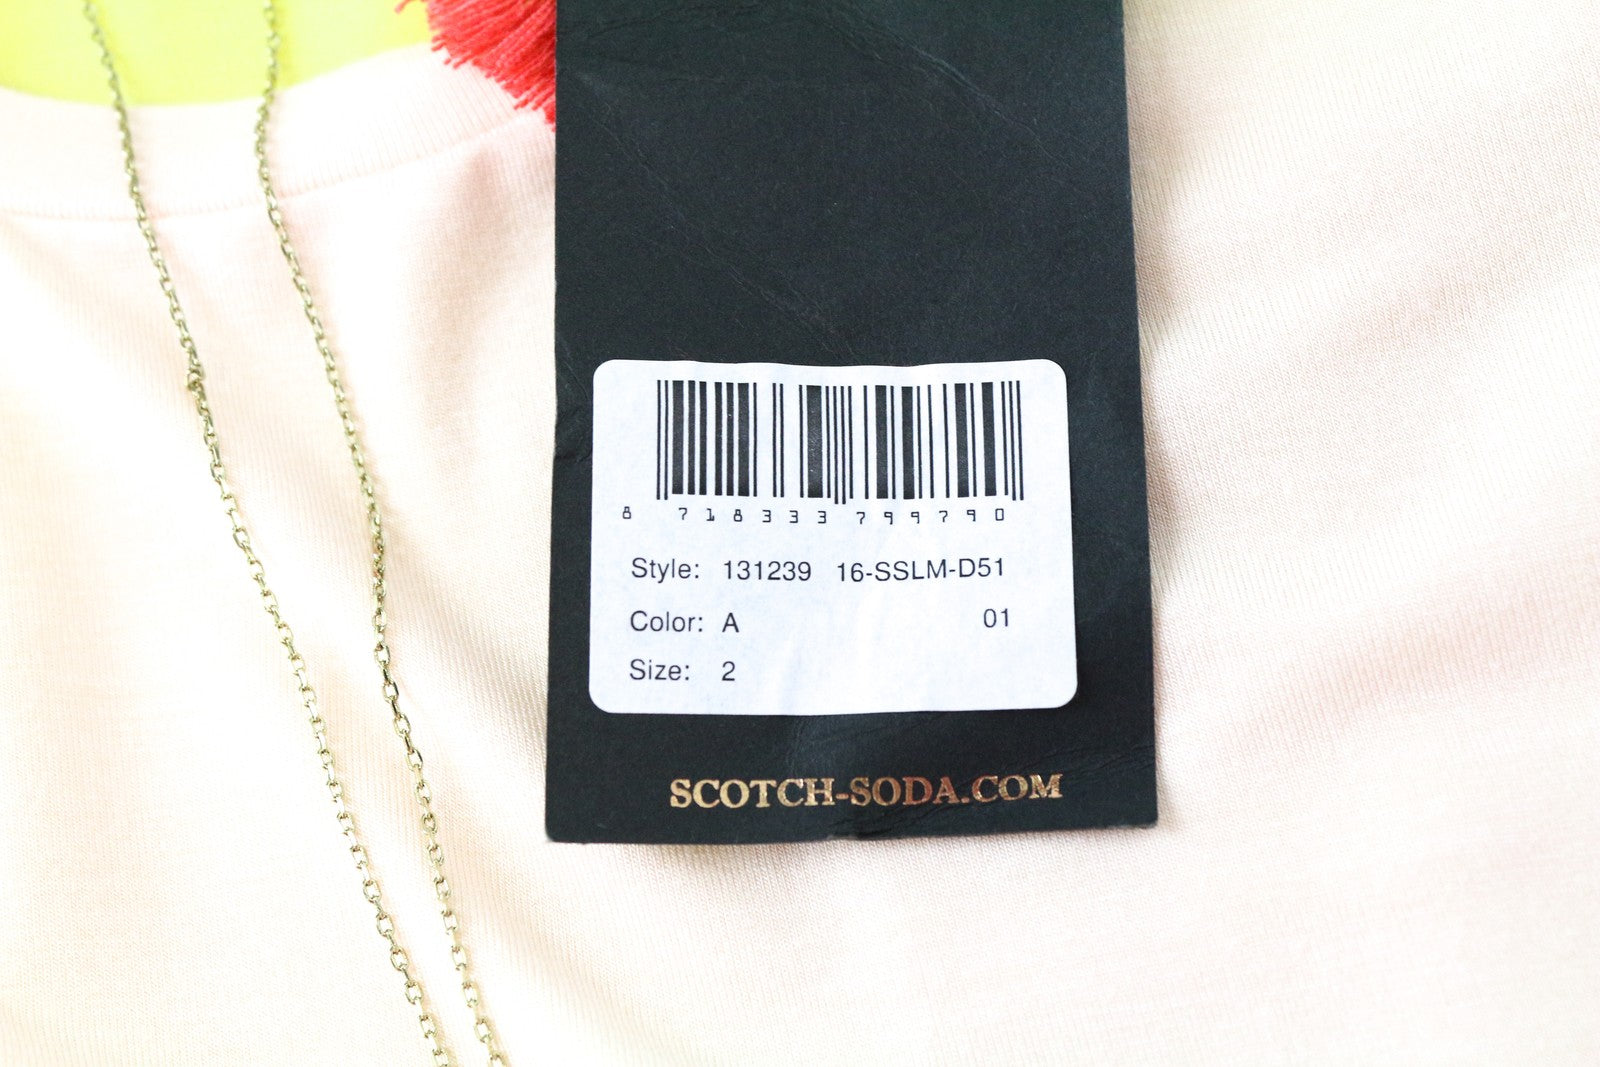 8 718333 799790
Style: 131239 16-SSLM-D51
Color: A 01
Size: 2
SCOTCH-SODA.COM